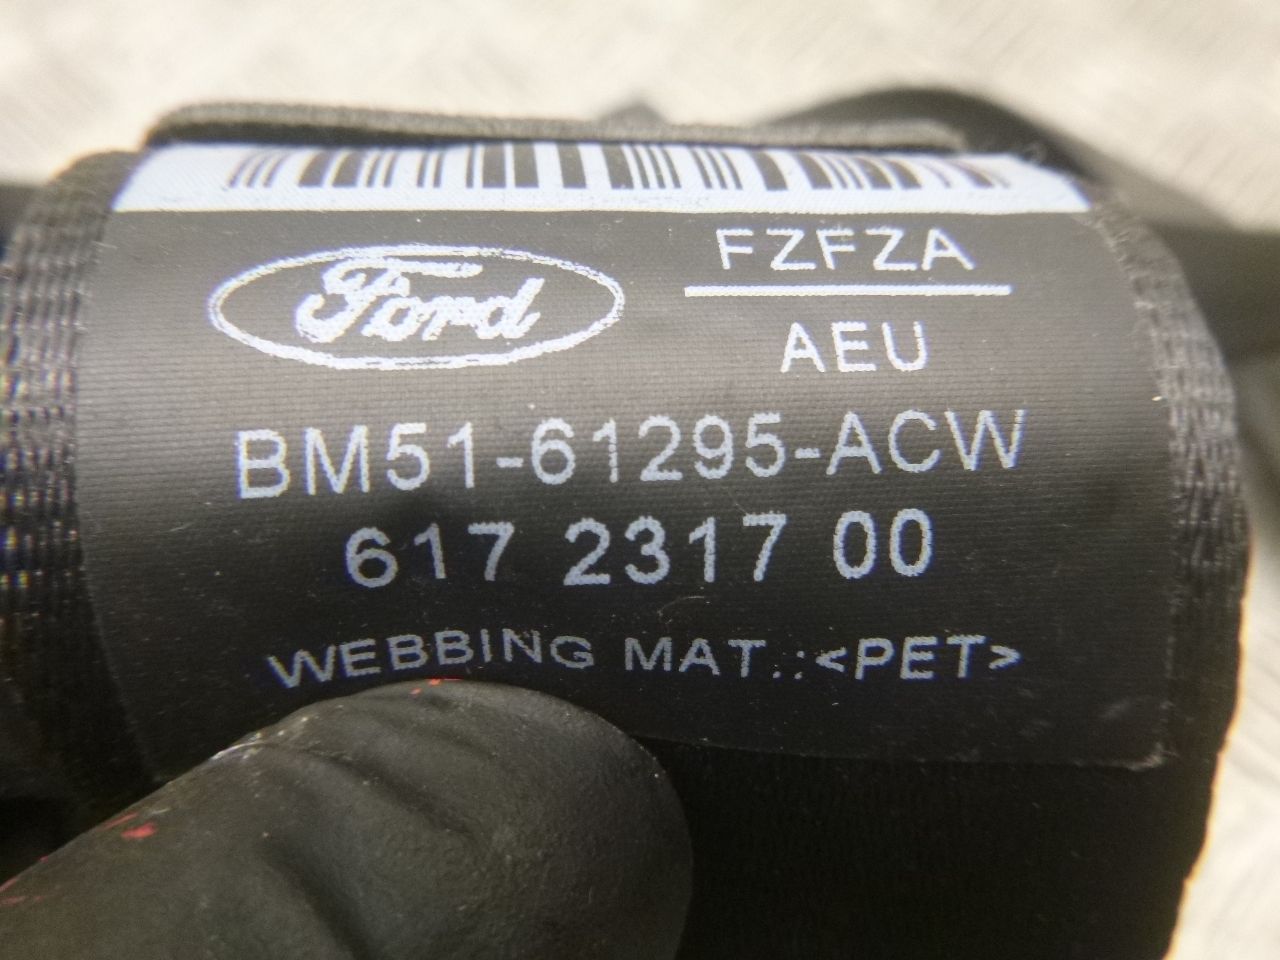 Ford
FZFZA
AEU
BM51-61295-ACW
617 2317 00
WEBBING MAT.:<PET>